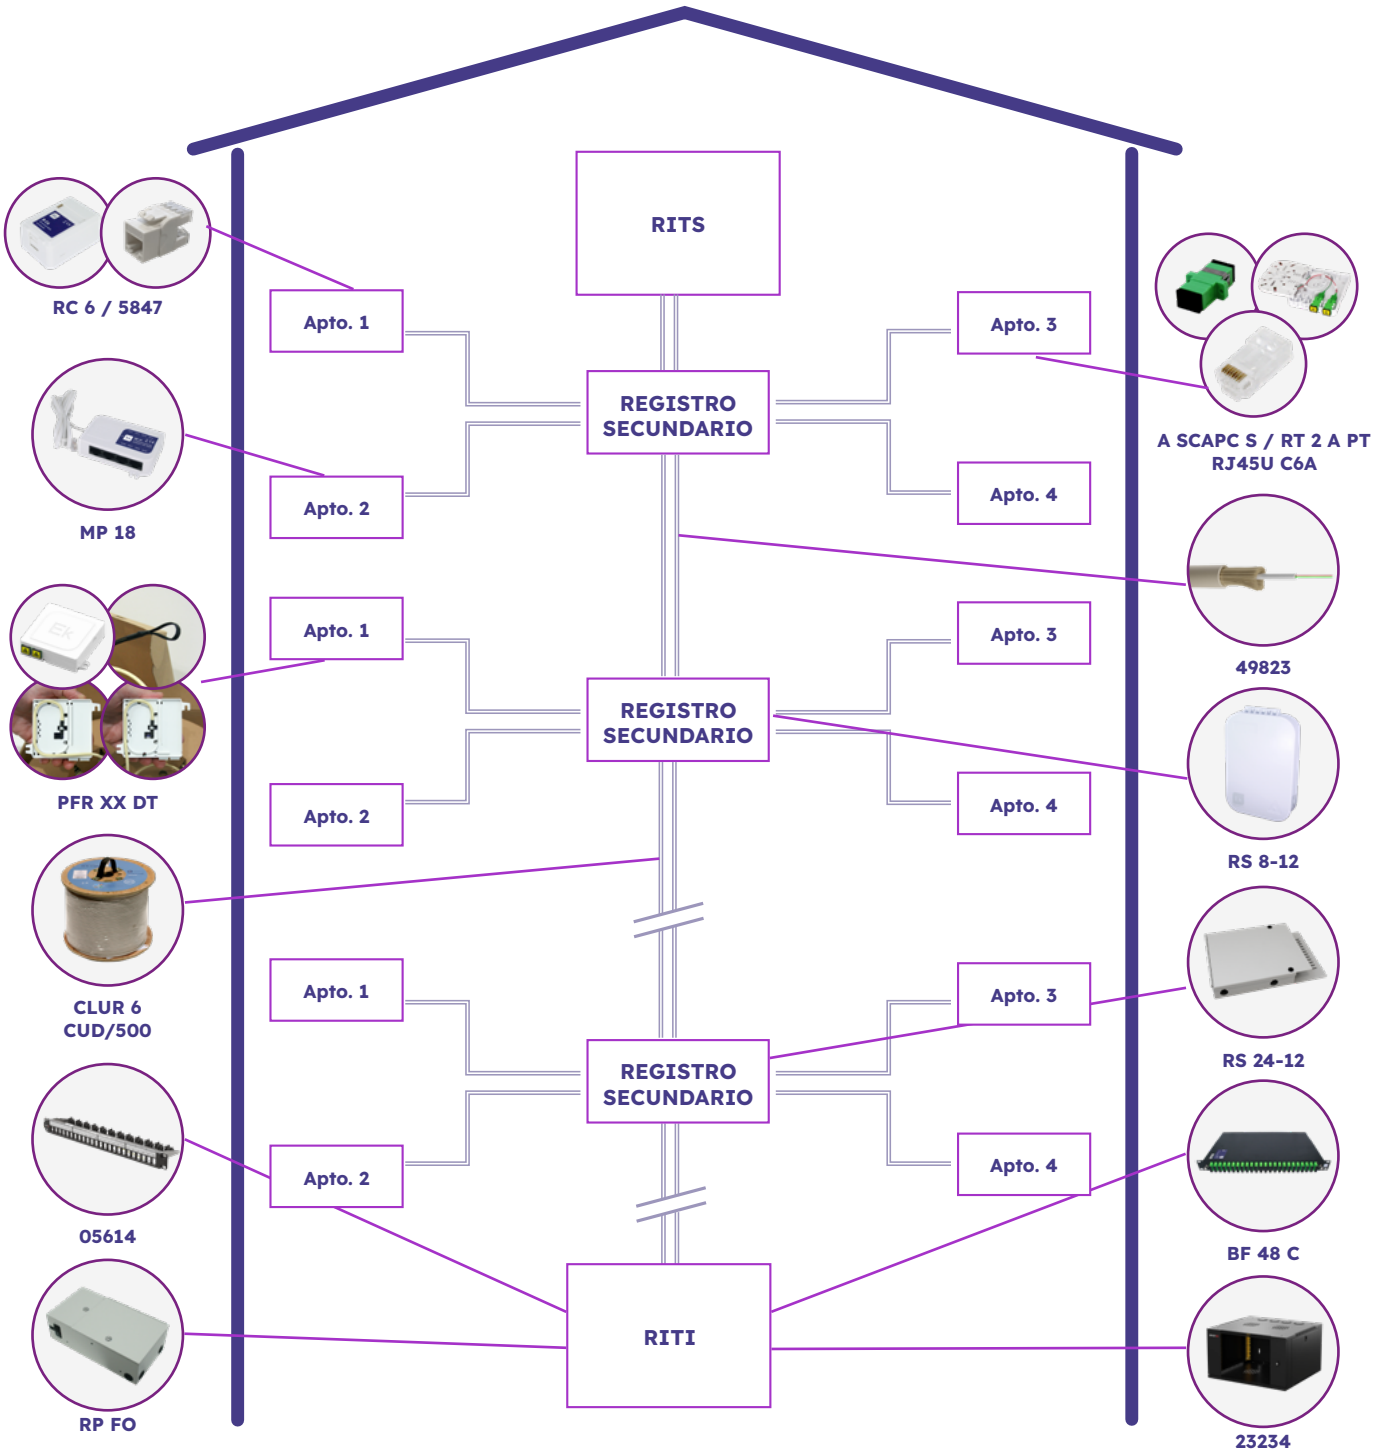 RITS
RC 6 / 5847
Apto. 1
Apto. 3
REGISTRO
SECUNDARIO
A SCAPC S / RT 2 A PT
RJ45U C6A
MP 18
Apto. 2
Apto. 4
49823
Ek
Apto. 1
Apto. 3
REGISTRO
SECUNDARIO
PFR XX DT
Apto. 2
Apto. 4
RS 8-12
CLUR 6
CUD/500
Apto. 1
Apto. 3
RS 24-12
REGISTRO
SECUNDARIO
05614
Apto. 2
Apto. 4
BF 48 C
RITI
RP FO
23234